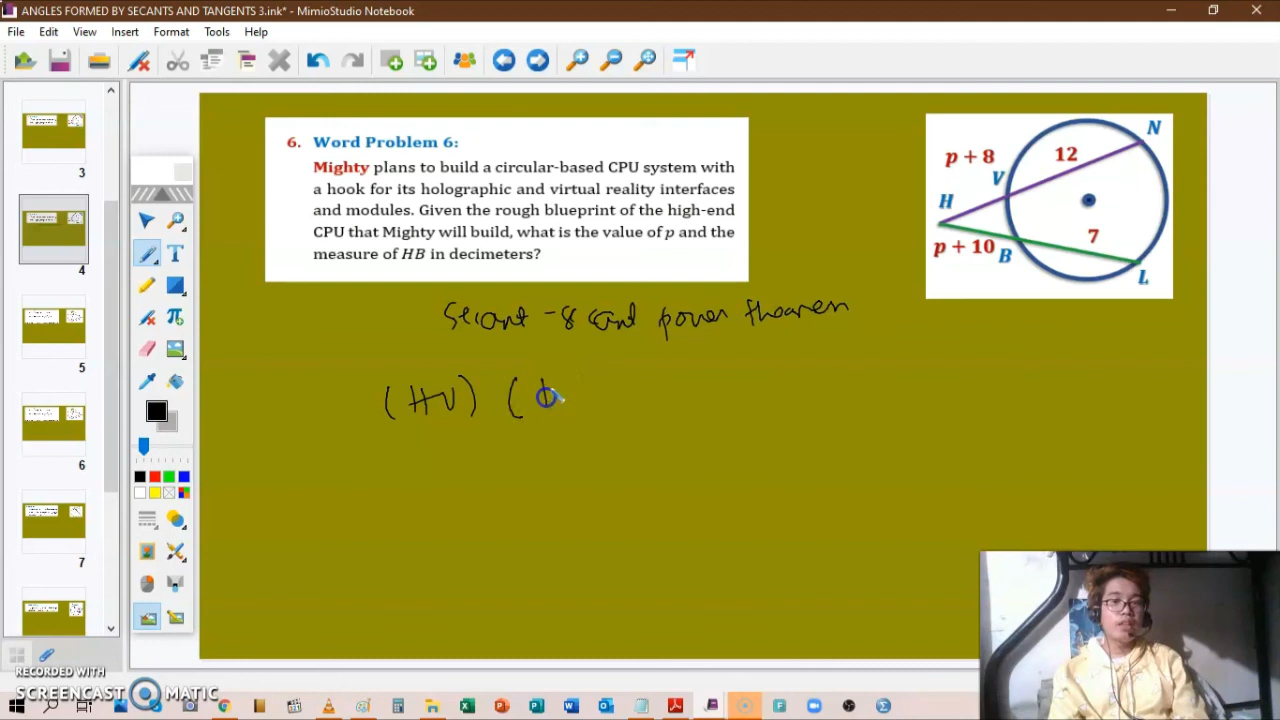 ANGLES FORMED BY SECANTS AND TANGENTS 3.ink* - MimioStudio Notebook
File Edit View Insert Format Tools Help
3
4
5
6
7
6. Word Problem 6:
Mighty plans to build a circular-based CPU system with
a hook for its holographic and virtual reality interfaces
and modules. Given the rough blueprint of the high-end
CPU that Mighty will build, what is the value of p and the
measure of HB in decimeters?
N
12
p + 8
V
H
7
p + 10
B
L
Secant - secant power theorem
(HV) (
RECORDED WITH
SCREENCAST MATIC